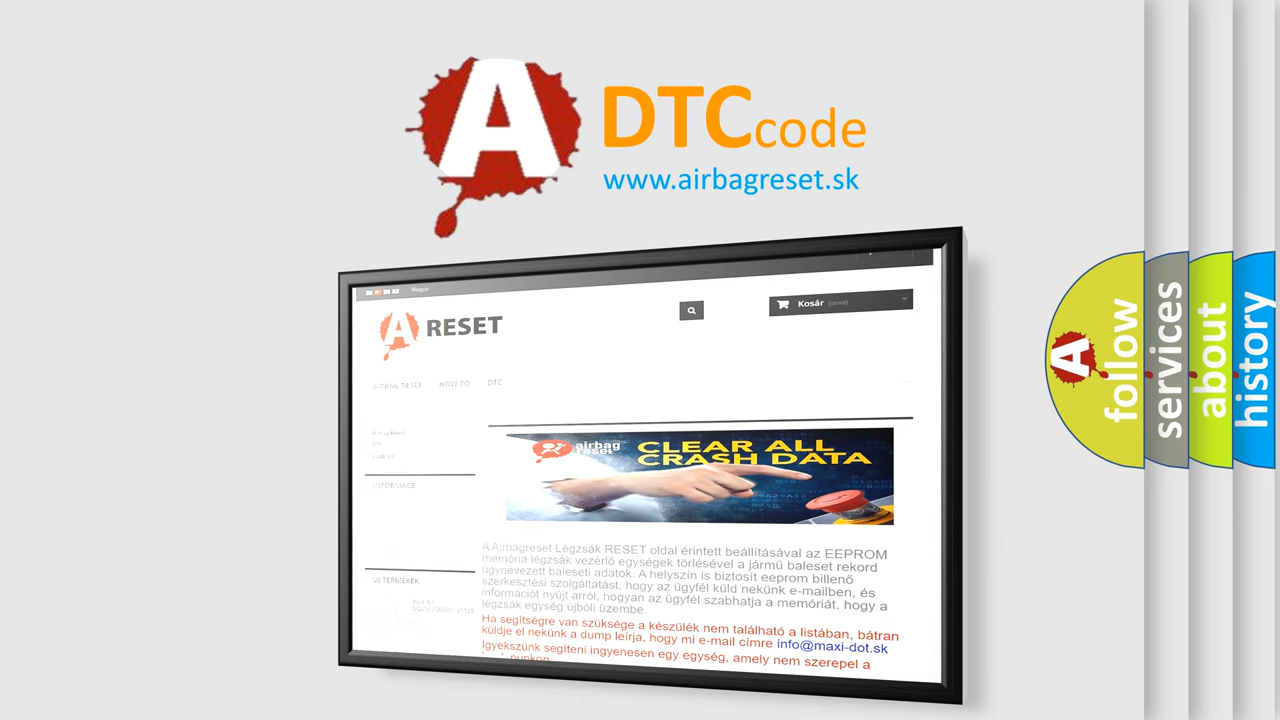 A
DTC code
www.airbagreset.sk
Magyar
Kosár (üres)
A RESET
AIRBAG RESET HOW TO DTC
DTC
INFORMACE
airbag
reset
CLEAR ALL
CRASH DATA
A Airbagreset Légzsák RESET oldal érintett beállításával az EEPROM
memória légzsák vezérlő egységek törlésével a jármű baleset rekord
úgynevezett baleseti adatok. A helyszín is biztosít eeprom billenő
szerkesztési szolgáltatást, hogy az ügyfél küld nekünk e-mailben, és
információt nyújt arról, hogyan az ügyfél szabhatja a memóriát, hogy a
légzsák egység újbóli üzembe.
Ha segítségre van szüksége a készülék nem található a listában, bátran
küldje el nekünk a dump leírja, hogy mi e-mail címre info@maxi-dot.sk
Igyekszünk segíteni ingyenesen egy egység, amely nem szerepel a
ÚJ TERMÉKEK
A
follow
services
about
history